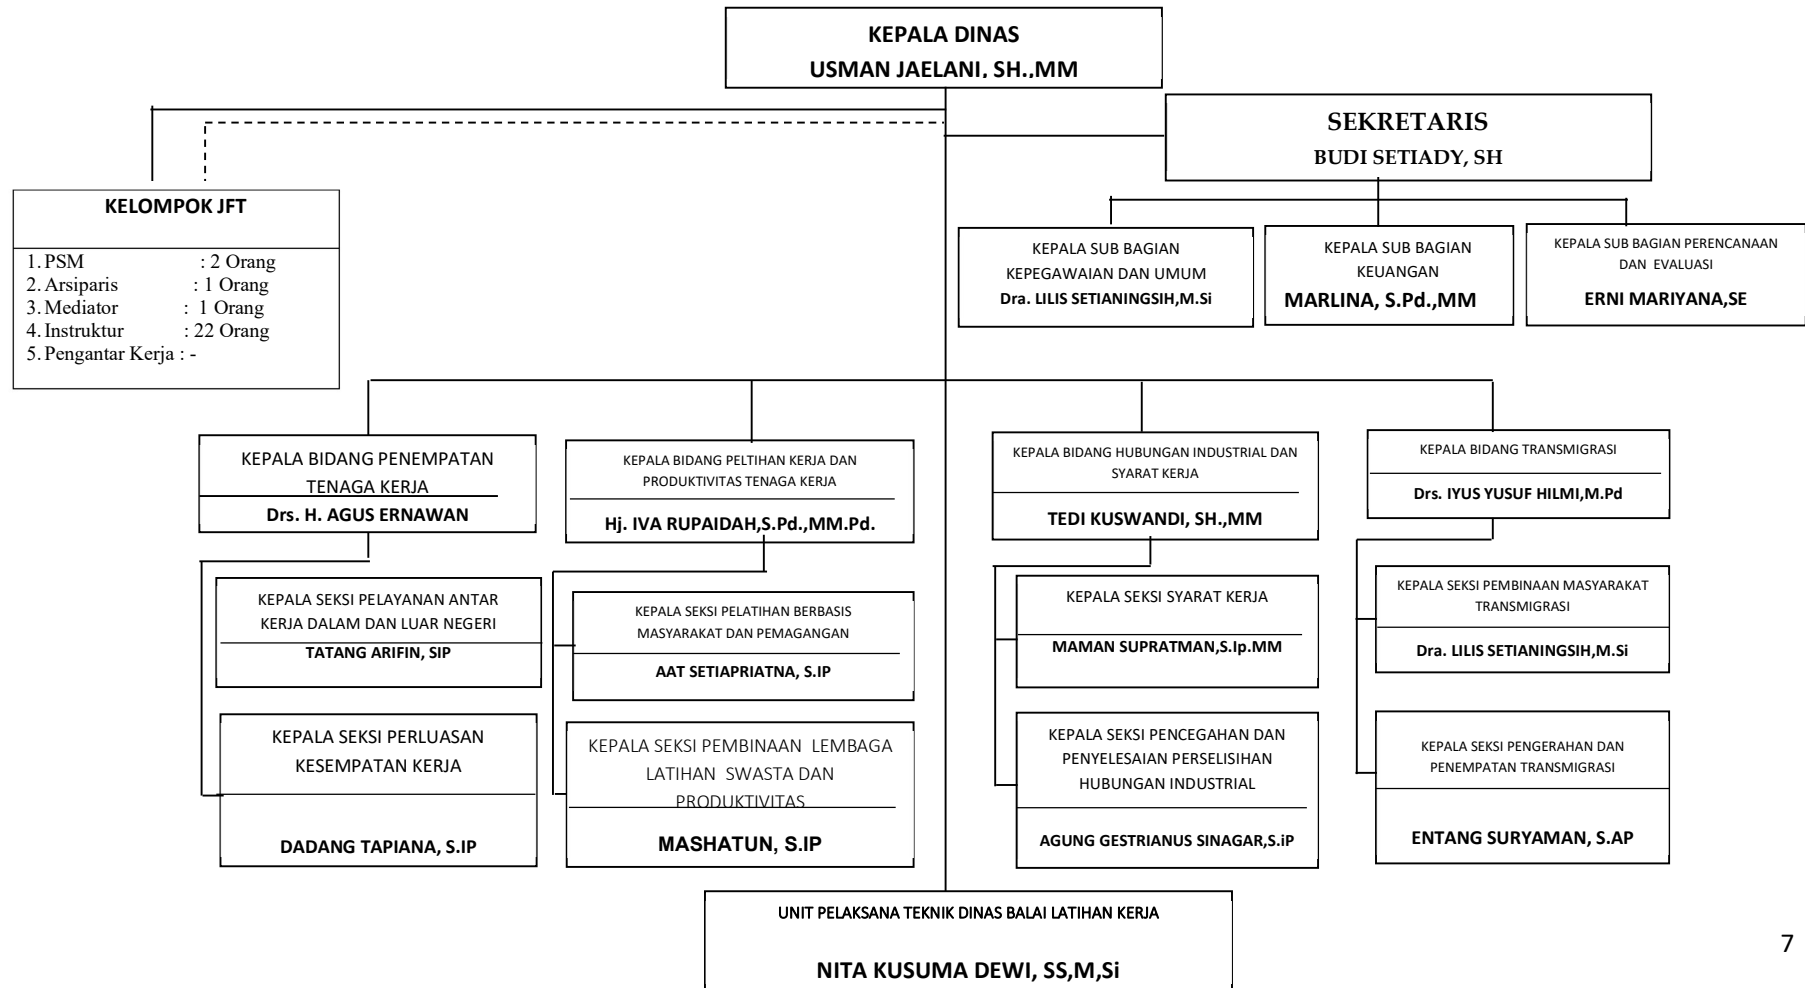 KEPALA DINAS
USMAN JAELANI, SH.,MM
SEKRETARIS
BUDI SETIADY, SH
KELOMPOK JFT
1. PSM : 2 Orang
2. Arsiparis : 1 Orang
3. Mediator : 1 Orang
4. Instruktur : 22 Orang
5. Pengantar Kerja : -
KEPALA SUB BAGIAN
KEPEGAWAIAN DAN UMUM
Dra. LILIS SETIANINGSIH,M.Si
KEPALA SUB BAGIAN
KEUANGAN
MARLINA, S.Pd.,MM
KEPALA SUB BAGIAN PERENCANAAN
DAN EVALUASI
ERNI MARIYANA,SE
KEPALA BIDANG PENEMPATAN
TENAGA KERJA
Drs. H. AGUS ERNAWAN
KEPALA BIDANG PELTIHAN KERJA DAN
PRODUKTIVITAS TENAGA KERJA
Hj. IVA RUPAIDAH,S.Pd.,MM.Pd.
KEPALA BIDANG HUBUNGAN INDUSTRIAL DAN
SYARAT KERJA
TEDI KUSWANDI, SH.,MM
KEPALA BIDANG TRANSMIGRASI
Drs. IYUS YUSUF HILMI,M.Pd
KEPALA SEKSI PELAYANAN ANTAR
KERJA DALAM DAN LUAR NEGERI
TATANG ARIFIN, SIP
KEPALA SEKSI PELATIHAN BERBASIS
MASYARAKAT DAN PEMAGANGAN
AAT SETIAPRIATNA, S.IP
KEPALA SEKSI SYARAT KERJA
MAMAN SUPRATMAN,S.Ip.MM
KEPALA SEKSI PEMBINAAN MASYARAKAT
TRANSMIGRASI
Dra. LILIS SETIANINGSIH,M.Si
KEPALA SEKSI PERLUASAN
KESEMPATAN KERJA
DADANG TAPIANA, S.IP
KEPALA SEKSI PEMBINAAN LEMBAGA
LATIHAN SWASTA DAN
PRODUKTIVITAS
MASHATUN, S.IP
KEPALA SEKSI PENCEGAHAN DAN
PENYELESAIAN PERSELISIHAN
HUBUNGAN INDUSTRIAL
AGUNG GESTRIANUS SINAGAR,S.iP
KEPALA SEKSI PENGERAHAN DAN
PENEMPATAN TRANSMIGRASI
ENTANG SURYAMAN, S.AP
UNIT PELAKSANA TEKNIK DINAS BALAI LATIHAN KERJA
NITA KUSUMA DEWI, SS,M,Si
7